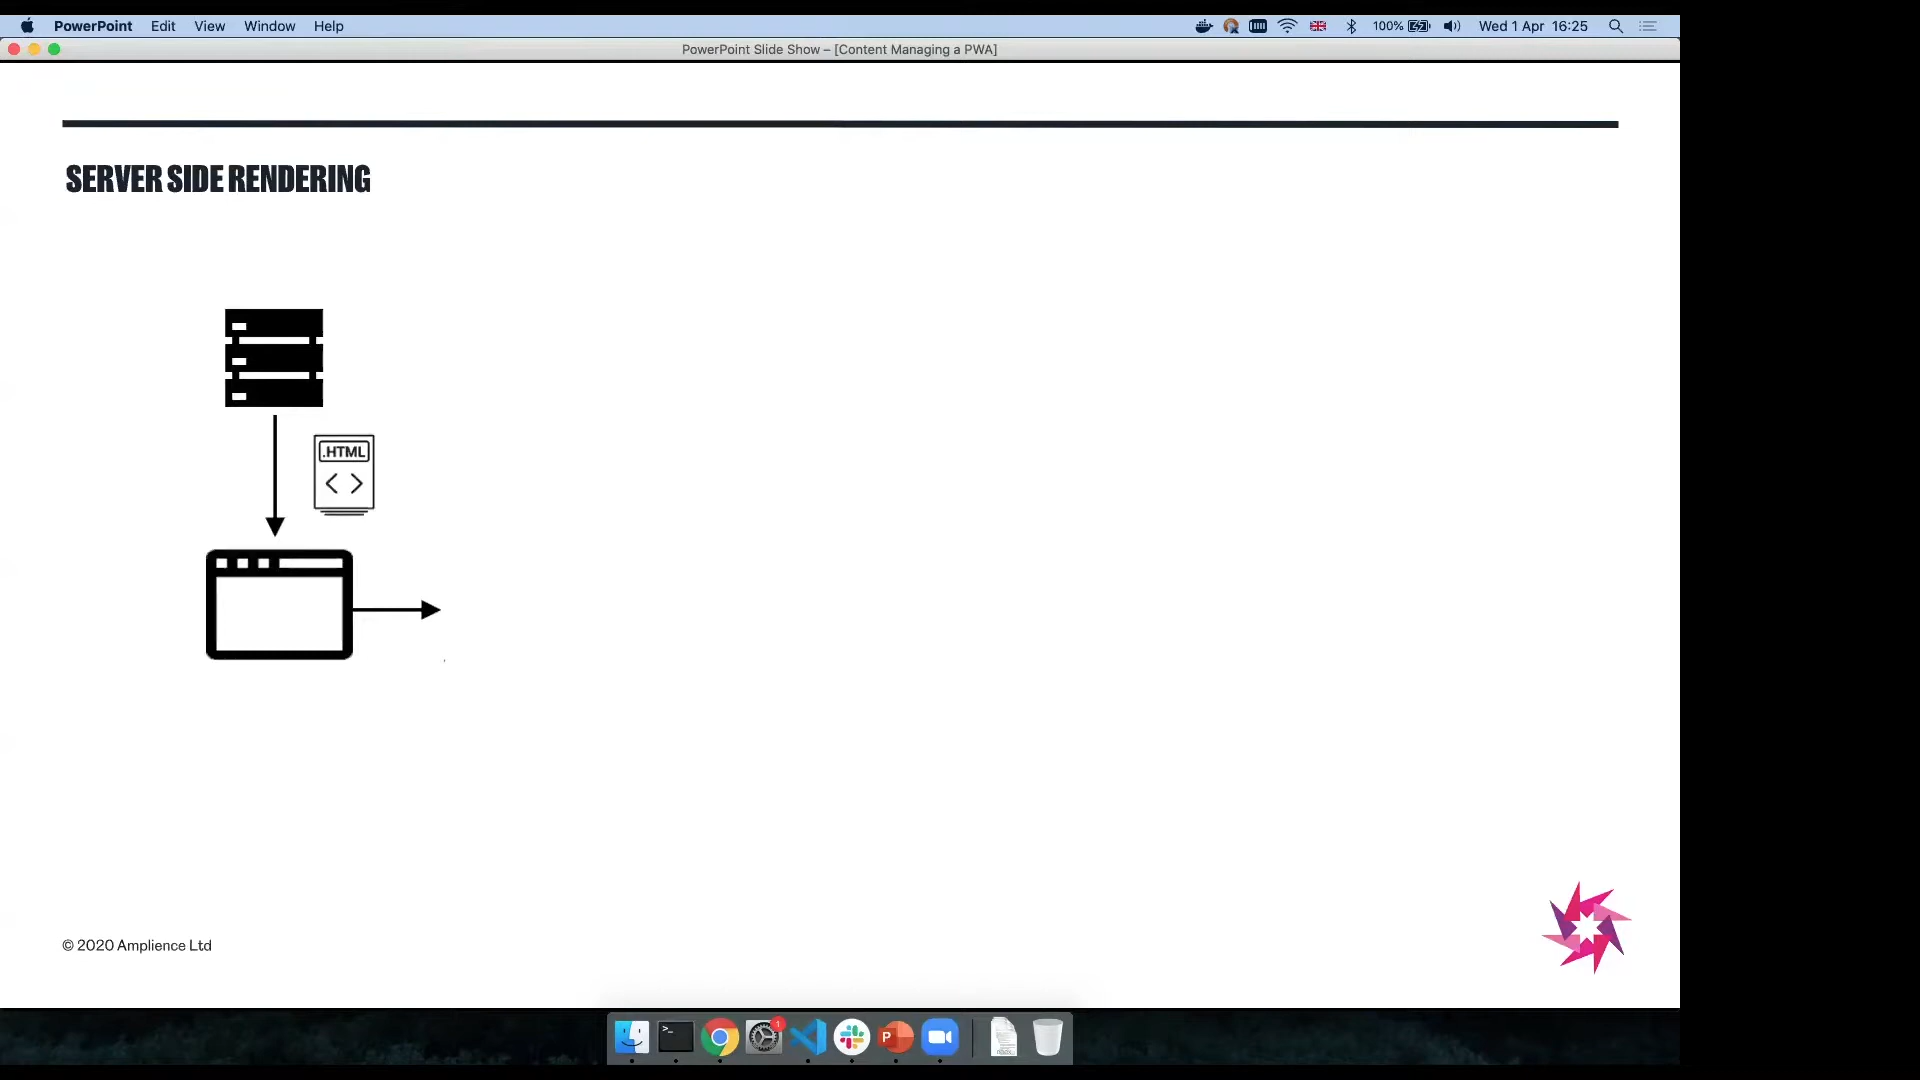 PowerPoint Edit View Window Help 100% Wed 1 Apr 16:25
PowerPoint Slide Show – [Content Managing a PWA]
SERVER SIDE RENDERING
.HTML
< >
© 2020 Amplience Ltd
1
>_
P